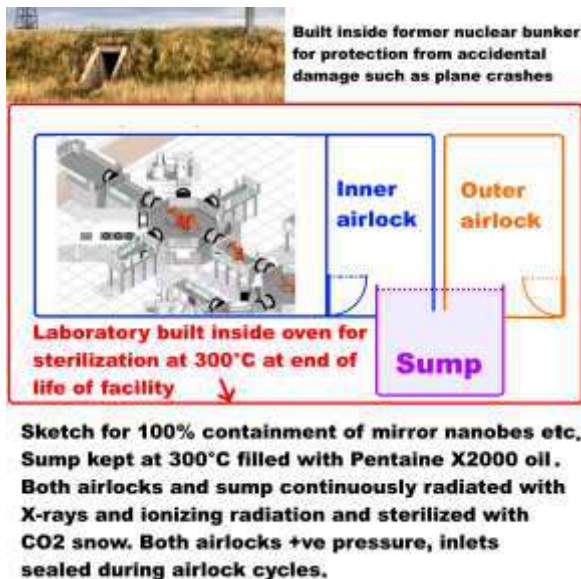 Built inside former nuclear bunker
for protection from accidental
damage such as plane crashes
Inner
airlock
Outer
airlock
Sump
Laboratory built inside oven for
sterilization at 300°C at end of
life of facility
Sketch for 100% containment of mirror nanobes etc.
Sump kept at 300°C filled with Pentaine X2000 oil.
Both airlocks and sump continuously radiated with
X-rays and ionizing radiation and sterilized with
CO2 snow. Both airlocks +ve pressure, inlets
sealed during airlock cycles.